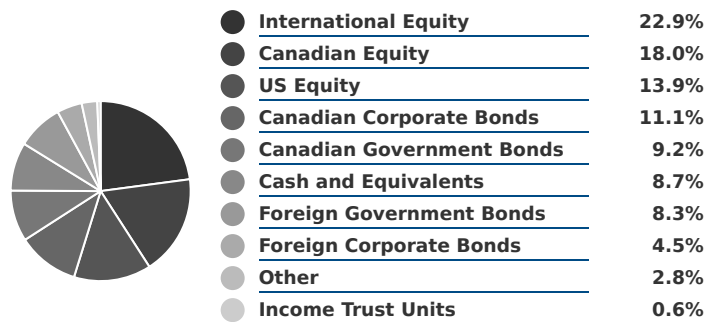 International Equity 22.9%
Canadian Equity 18.0%
US Equity 13.9%
Canadian Corporate Bonds 11.1%
Canadian Government Bonds 9.2%
Cash and Equivalents 8.7%
Foreign Government Bonds 8.3%
Foreign Corporate Bonds 4.5%
Other 2.8%
Income Trust Units 0.6%